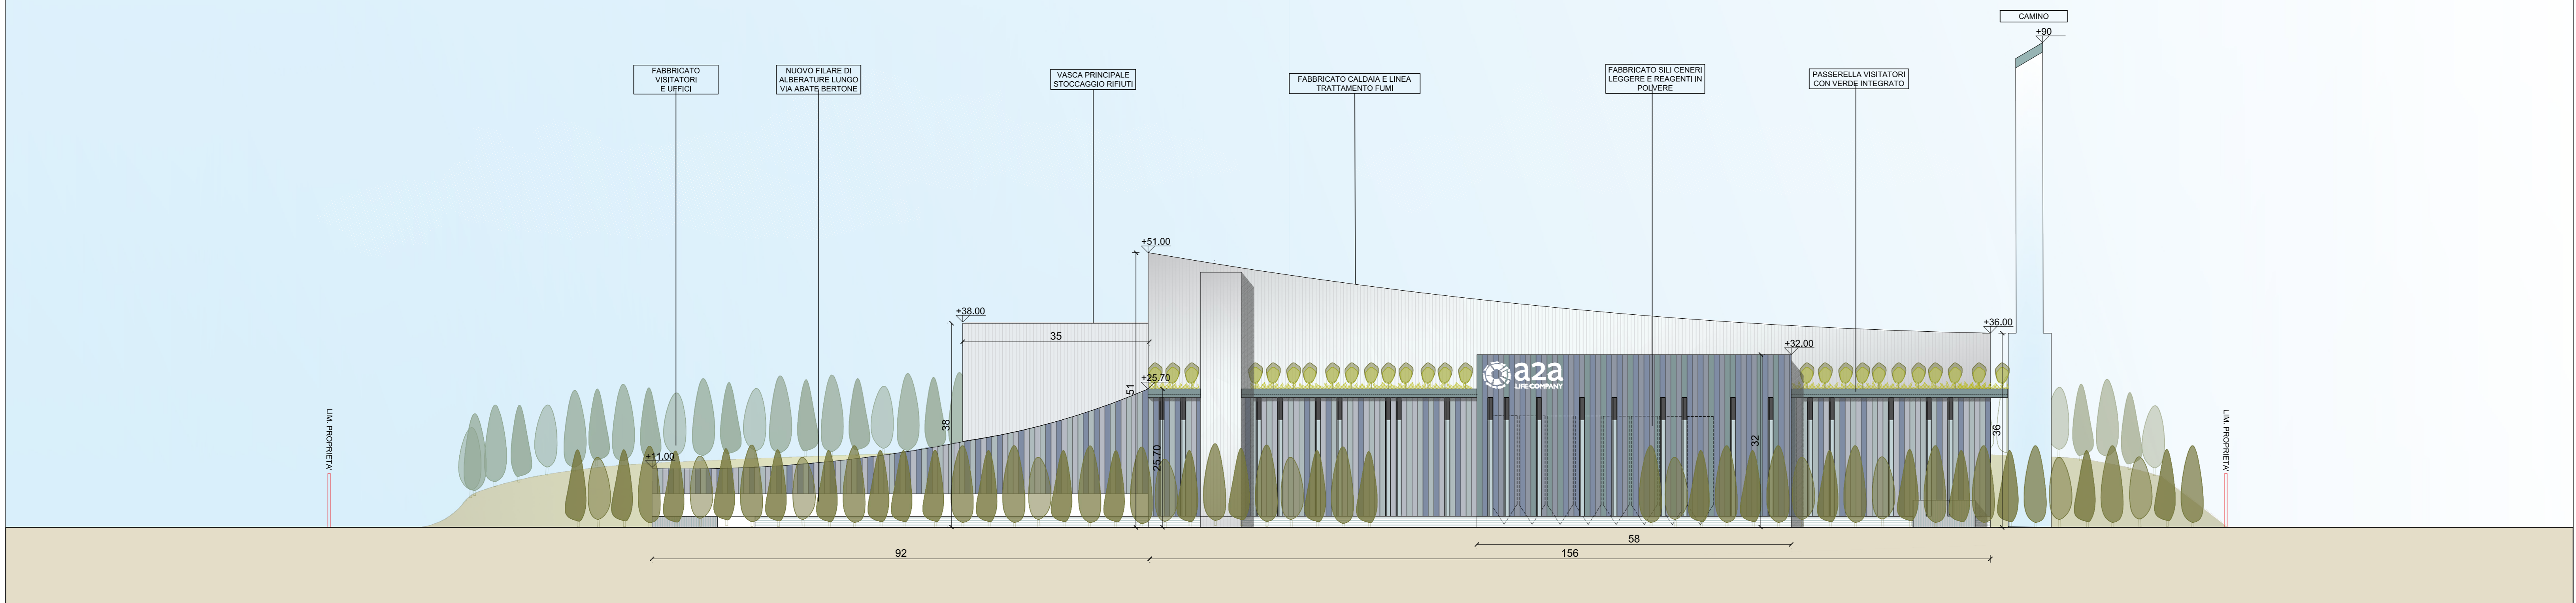 CAMINO
+90
FABBRICATO
VISITATORI
E UFFICI
NUOVO FILARE DI
ALBERATURE LUNGO
VIA ABATE BERTONE
VASCA PRINCIPALE
STOCCAGGIO RIFIUTI
FABBRICATO CALDAIA E LINEA
TRATTAMENTO FUMI
FABBRICATO SILI CENERI
LEGGERE E REAGENTI IN
POLVERE
PASSERELLA VISITATORI
CON VERDE INTEGRATO
+51.00
+38.00
35
+36.00
+32.00
a2a
LIFE COMPANY
+25.70
51
38
+11.00
25.70
32
36
LIM. PROPRIETA'
LIM. PROPRIETA'
58
92
156